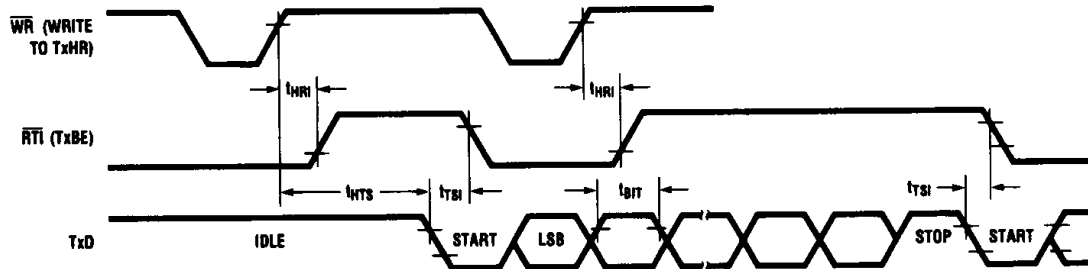 WR (WRITE
TO TxHR)
tHRI
tHRI
RTI (TxBE)
tHTS
tTSI
tBIT
tTSI
TxD
IDLE
START
LSB
STOP
START